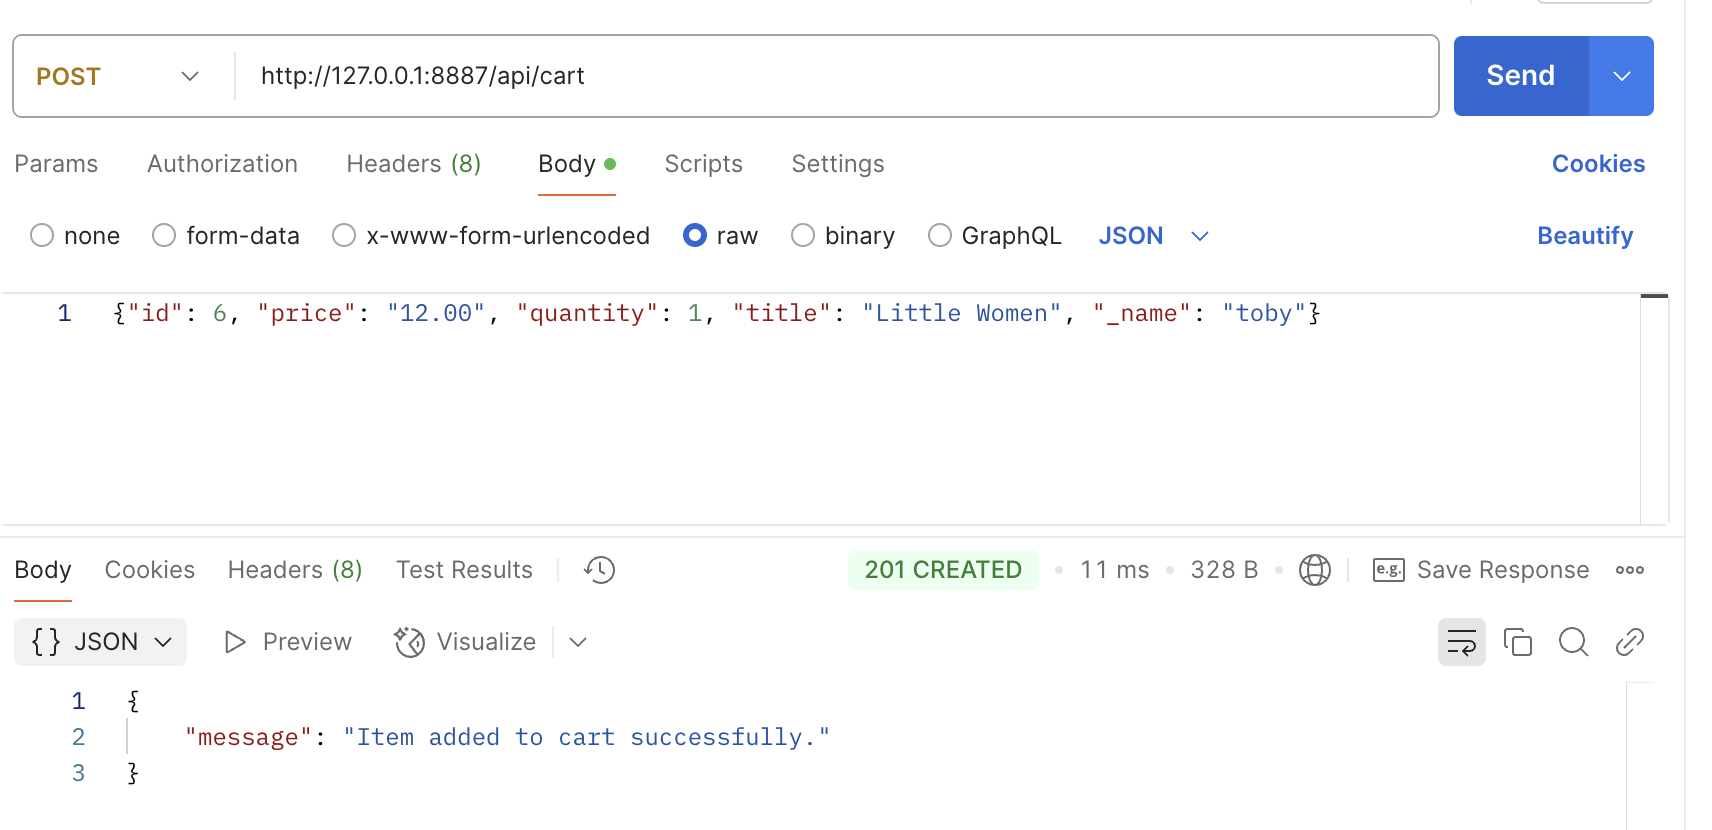 POST http://127.0.0.1:8887/api/cart Send
Params Authorization Headers (8) Body Scripts Settings Cookies
none form-data x-www-form-urlencoded raw binary GraphQL JSON Beautify
1 {"id": 6, "price": "12.00", "quantity": 1, "title": "Little Women", "_name": "toby"}
Body Cookies Headers (8) Test Results 201 CREATED • 11 ms • 328 B • e.g. Save Response
{} JSON Preview Visualize
1 {
2 "message": "Item added to cart successfully."
3 }